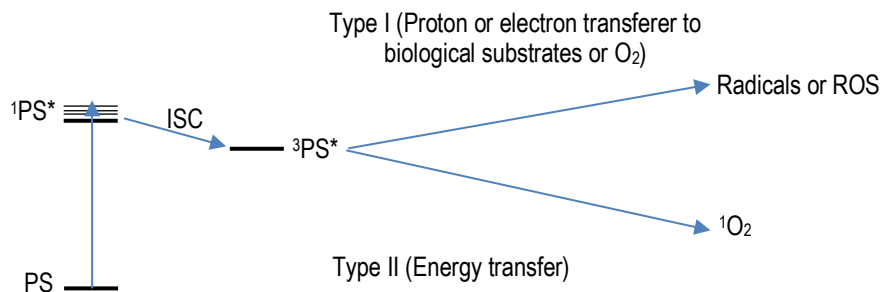 Type I (Proton or electron transferer to
biological substrates or O₂)
Radicals or ROS
¹PS*
ISC
³PS*
¹O₂
Type II (Energy transfer)
PS